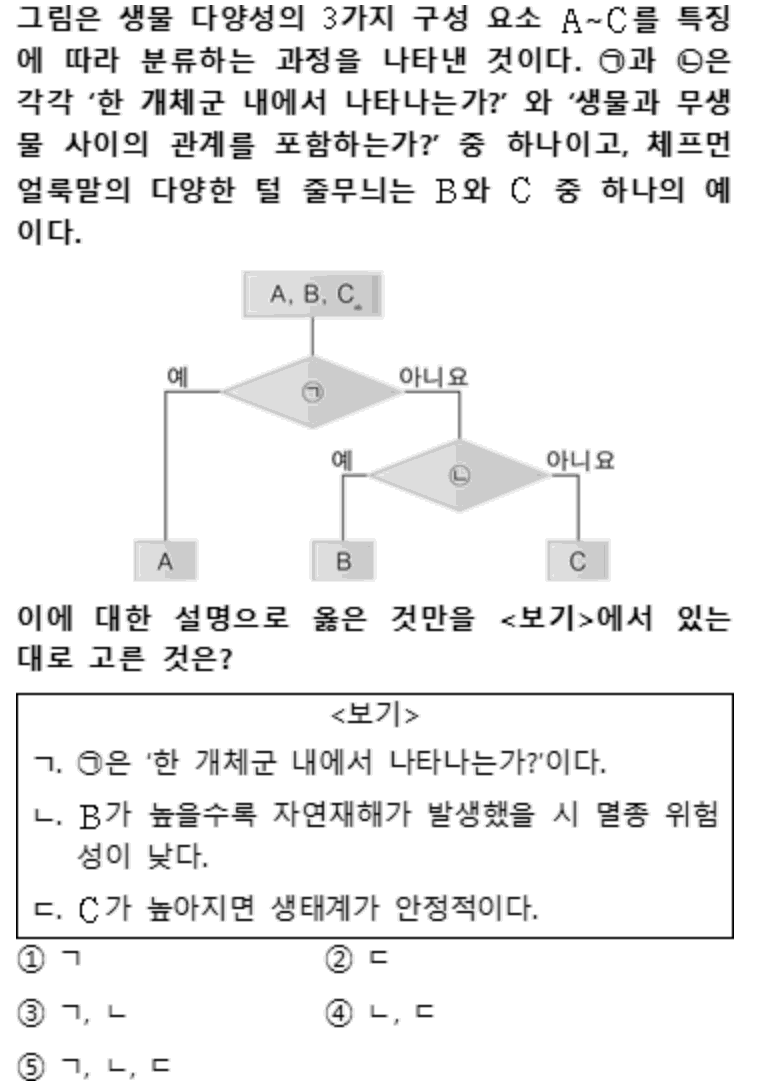 그림은 생물 다양성의 3가지 구성 요소 A~C를 특징
에 따라 분류하는 과정을 나타낸 것이다. ㉠과 ㉡은
각각 ‘한 개체군 내에서 나타나는가?’ 와 ‘생물과 무생
물 사이의 관계를 포함하는가?’ 중 하나이고, 체프먼
얼룩말의 다양한 털 줄무늬는 B와 C 중 하나의 예
이다.
A, B, C
예
㉠
아니요
예
㉡
아니요
A
B
C
이에 대한 설명으로 옳은 것만을 <보기>에서 있는
대로 고른 것은?
<보기>
ㄱ. ㉠은 ‘한 개체군 내에서 나타나는가?’이다.
ㄴ. B가 높을수록 자연재해가 발생했을 시 멸종 위험
성이 낮다.
ㄷ. C가 높아지면 생태계가 안정적이다.
① ㄱ ② ㄷ
③ ㄱ, ㄴ ④ ㄴ, ㄷ
⑤ ㄱ, ㄴ, ㄷ